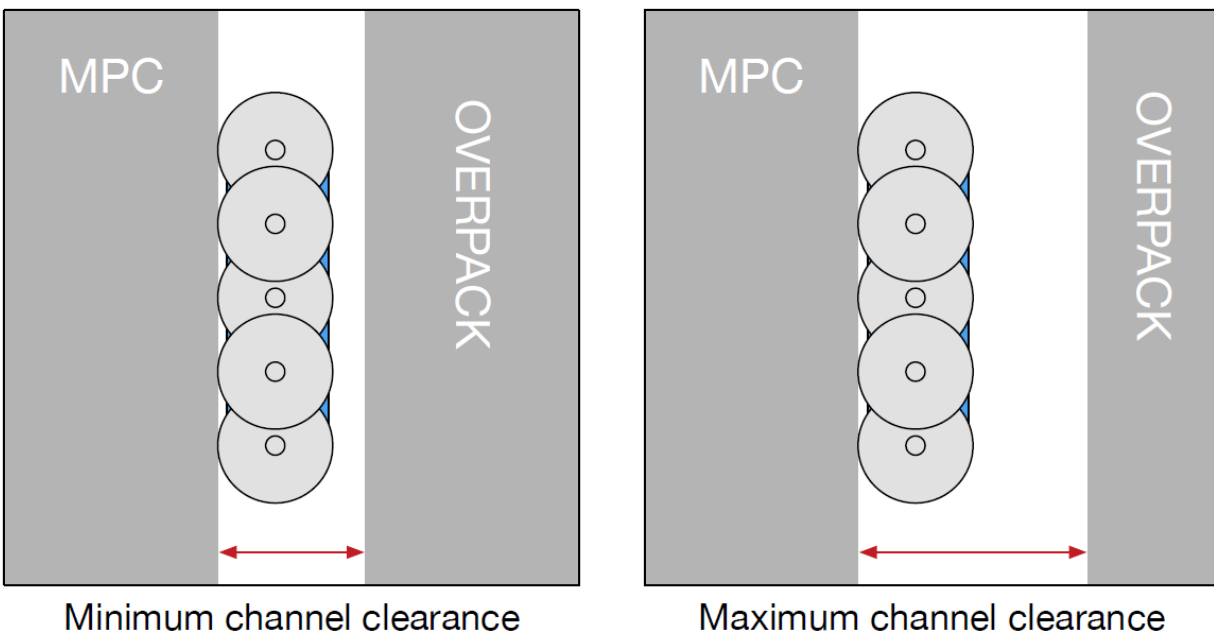 MPC
OVERPACK
Minimum channel clearance
MPC
OVERPACK
Maximum channel clearance